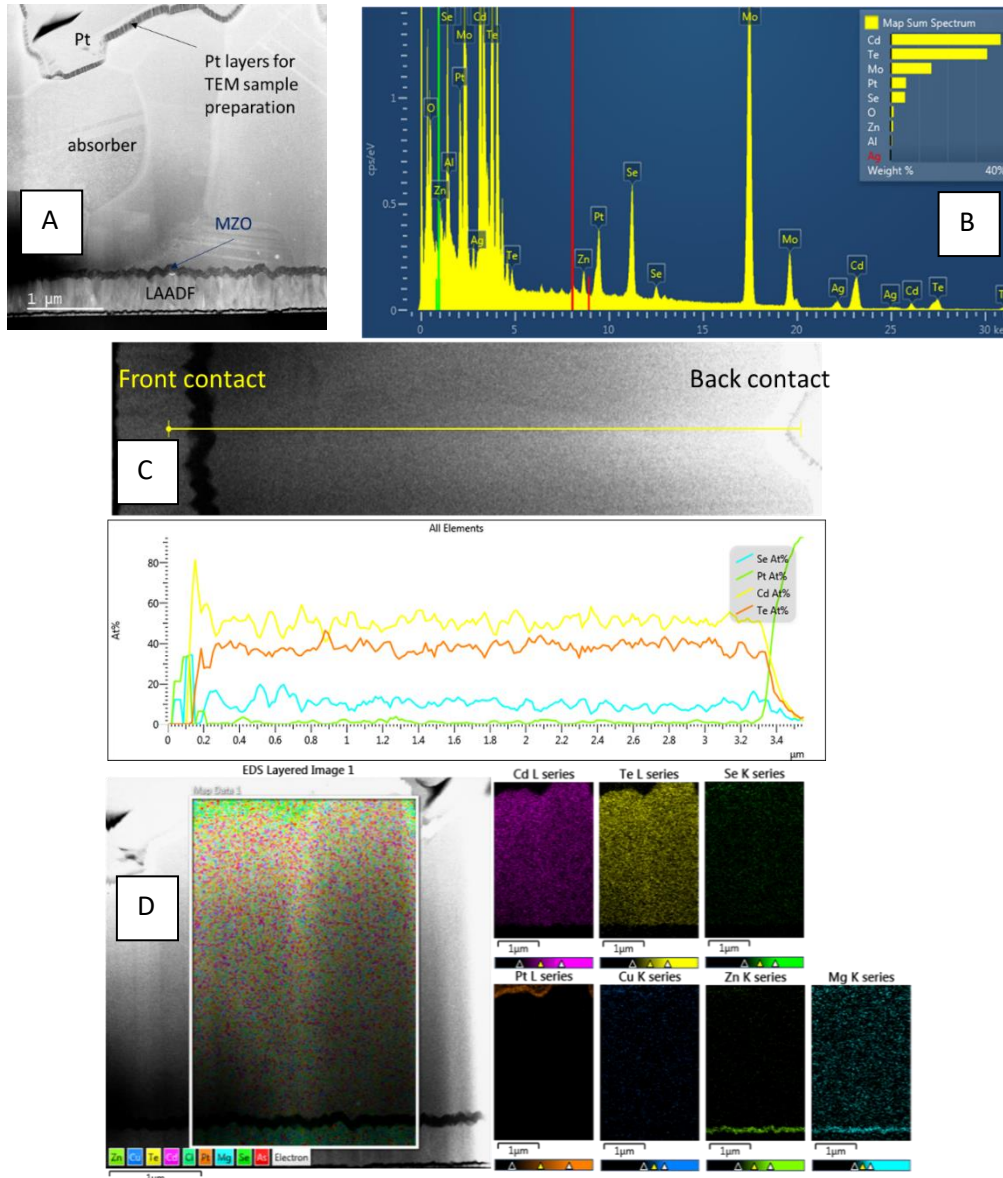 Pt
Pt layers for
TEM sample
preparation
absorber
A
MZO
LAADF
1 µm
Map Sum Spectrum
Cd
Te
Mo
Pt
Se
O
Zn
Al
Ag
Weight %
40%
cps/eV
1
0.5
0
Se
Cd
Mo
Te
Pt
O
Al
Zn
Ag
Te
Zn
Pt
Se
Se
Mo
Mo
Ag
Cd
Ag
Cd
Te
B
0
5
10
15
20
25
30 ke
Front contact
Back contact
C
All Elements
At%
80
60
40
20
0
Se At%
Pt At%
Cd At%
Te At%
0
0.2
0.4
0.6
0.8
1
1.2
1.4
1.6
1.8
2
2.2
2.4
2.6
2.8
3
3.2
3.4
µm
EDS Layered Image 1
Map Data 1
D
Zn Cu Te Cd Cl Pt Mg Se As Electron
1µm
Cd L series
Te L series
Se K series
1µm
1µm
1µm
Pt L series
Cu K series
Zn K series
Mg K series
1µm
1µm
1µm
1µm